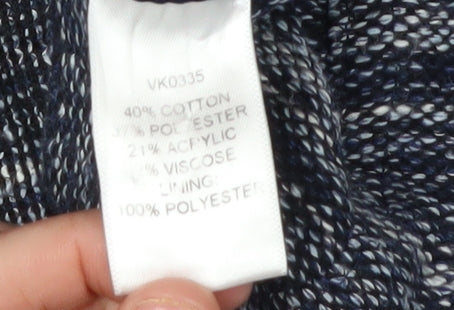 VK0335
40% COTTON
37% POLYESTER
21% ACRYLIC
VISCOSE
LINING:
100% POLYESTER